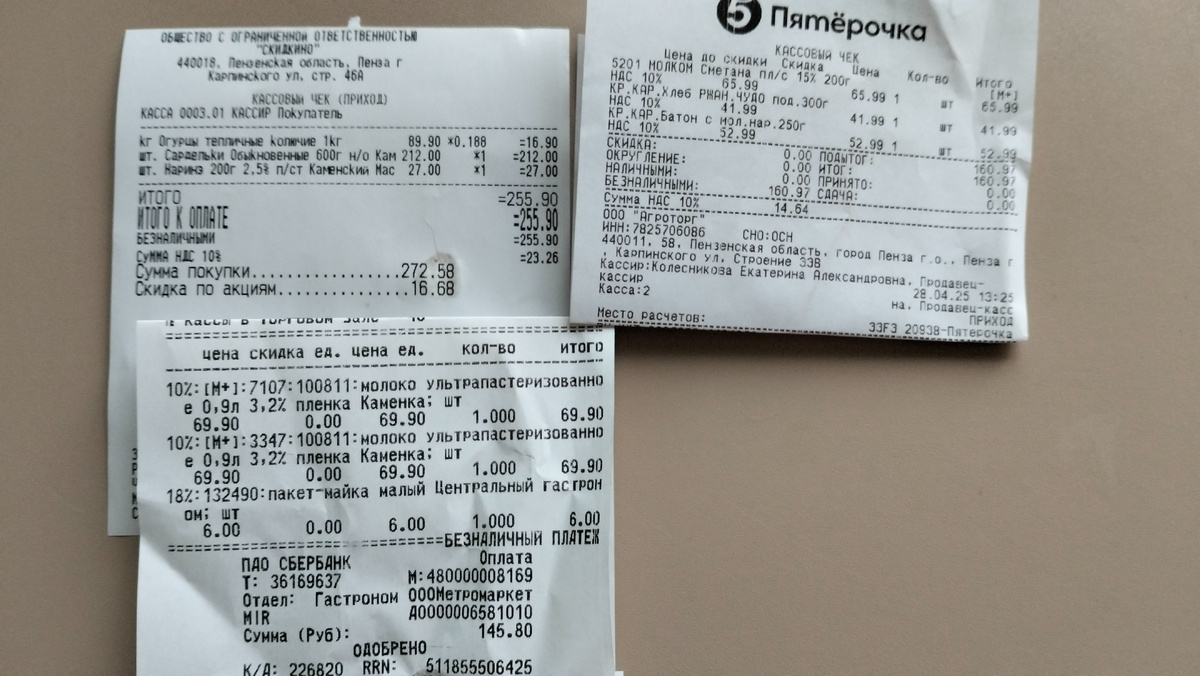 ОБЩЕСТВО С ОГРАНИЧЕННОЙ ОТВЕТСТВЕННОСТЬЮ
"СКИДКИНО"
440018, Пензенская область, Пенза г
Карпинского ул, стр. 46А
КАССОВЫЙ ЧЕК (ПРИХОД)
КАССА 0003.01 КАССИР Покупатель
кг Огурцы тепличные колючие 1кг 89.90 *0.188 =16.90
шт. Сардельки Обыкновенные 600г н/о Кам 212.00 *1 =212.00
шт. Наринэ 200г 2,5% п/ст Каменский Мас 27.00 *1 =27.00
ИТОГО =255.90
ИТОГО К ОПЛАТЕ =255.90
БЕЗНАЛИЧНЫМИ =255.90
СУММА НДС 10% =23.26
Сумма покупки................272.58
Скидка по акциям..............16.68
5 Пятёрочка
КАССОВЫЙ ЧЕК
Цена до скидки Скидка Цена Кол-во Итого
5201 МОЛКОМ Сметана пл/с 15% 200г [М+]
НДС 10% 65.99 65.99 1 шт 65.99
КР.КАР.Хлеб РЖАН.ЧУДО под.300г
НДС 10% 41.99 41.99 1 шт 41.99
КР.КАР.Батон с мол.нар.250г
НДС 10% 52.99 52.99 1 шт 52.99
СКИДКА: 0.00 ПОДЫТОГ: 160.97
ОКРУГЛЕНИЕ: 0.00 ИТОГ: 160.97
НАЛИЧНЫМИ: 0.00 ПРИНЯТО: 0.00
БЕЗНАЛИЧНЫМИ: 160.97 СДАЧА: 0.00
Сумма НДС 10% 14.64
ООО "Агроторг"
ИНН:7825706086 СНО:ОСН
440011, 58, Пензенская область, город Пенза г.о., Пенза г
, Карпинского ул, Строение 33В
Кассир:Колесникова Екатерина Александровна, Продавец-
кассир 28.04.25 13:25
Касса:2 на, Продавец-касс
ПРИХОД
Место расчетов: 33F3 20938-Пятерочка
цена скидка ед. цена ед. кол-во итого
10%:[М+]:7107:100811:молоко ультрапастеризованно
е 0,9л 3,2% пленка Каменка; шт
69.90 0.00 69.90 1.000 69.90
10%:[М+]:3347:100811:молоко ультрапастеризованно
е 0,9л 3,2% пленка Каменка; шт
69.90 0.00 69.90 1.000 69.90
18%:132490:пакет-майка малый Центральный гастрон
ом; шт
6.00 0.00 6.00 1.000 6.00
=========================БЕЗНАЛИЧНЫЙ ПЛАТЕЖ
ПАО СБЕРБАНК Оплата
Т: 36169637 М:480000008169
Отдел: Гастроном ОООМетромаркет
MIR A0000006581010
Сумма (Руб): 145.80
ОДОБРЕНО
К/А: 226820 RRN: 511855506425